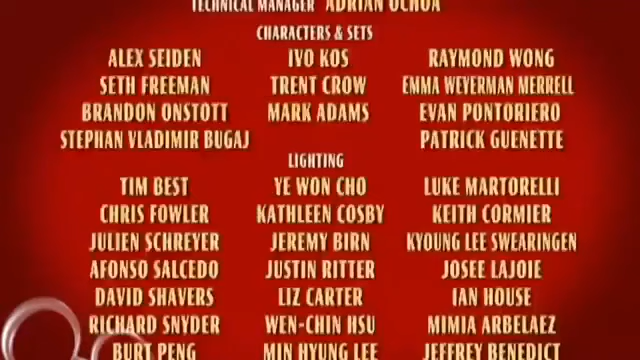 TECHNICAL MANAGER ADRIAN OCHOA
CHARACTERS & SETS
ALEX SEIDEN IVO KOS RAYMOND WONG
SETH FREEMAN TRENT CROW EMMA WEYERMAN MERRELL
BRANDON ONSTOTT MARK ADAMS EVAN PONTORIERO
STEPHAN VLADIMIR BUGAJ PATRICK GUENETTE
LIGHTING
TIM BEST YE WON CHO LUKE MARTORELLI
CHRIS FOWLER KATHLEEN COSBY KEITH CORMIER
JULIEN SCHREYER JEREMY BIRN KYOUNG LEE SWEARINGEN
AFONSO SALCEDO JUSTIN RITTER JOSEE LAJOIE
DAVID SHAVERS LIZ CARTER IAN HOUSE
RICHARD SNYDER WEN-CHIN HSU MIMIA ARBELAEZ
BURT PENG MIN HYUNG LEE JEFFREY BENEDICT